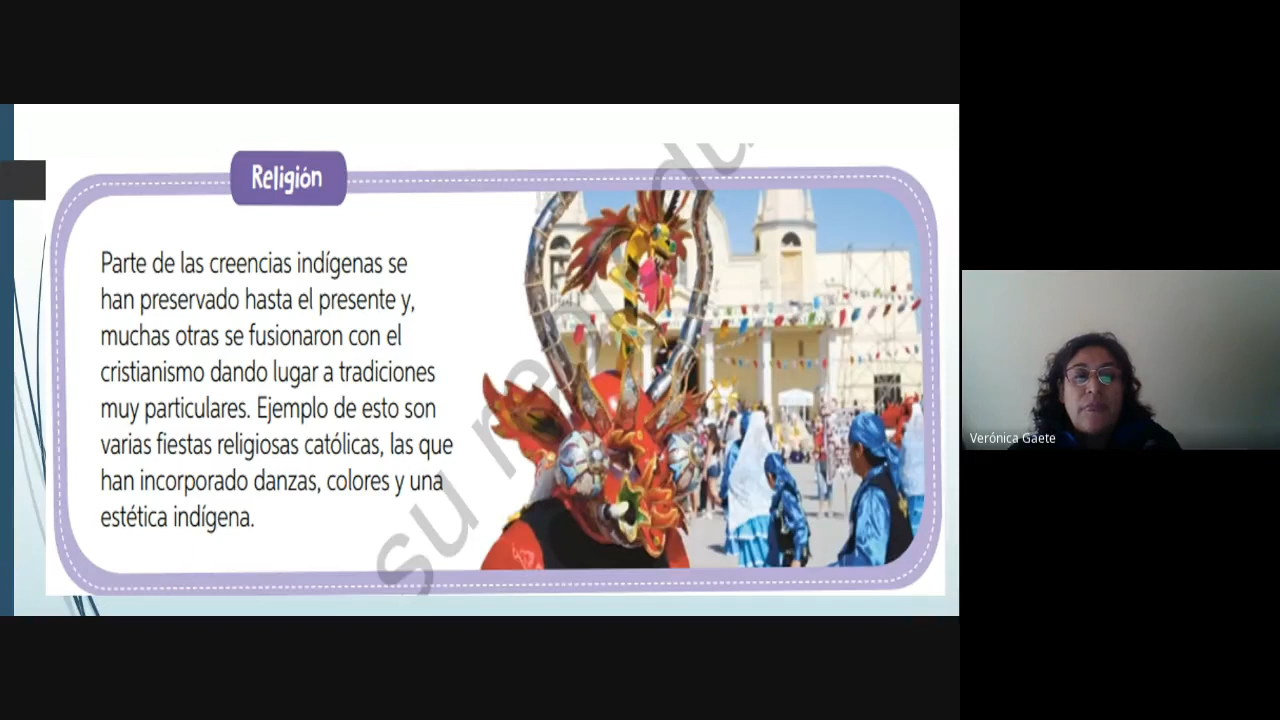 Religión
Parte de las creencias indígenas se
han preservado hasta el presente y,
muchas otras se fusionaron con el
cristianismo dando lugar a tradiciones
muy particulares. Ejemplo de esto son
varias fiestas religiosas católicas, las que
han incorporado danzas, colores y una
estética indígena.
su
Verónica Gaete